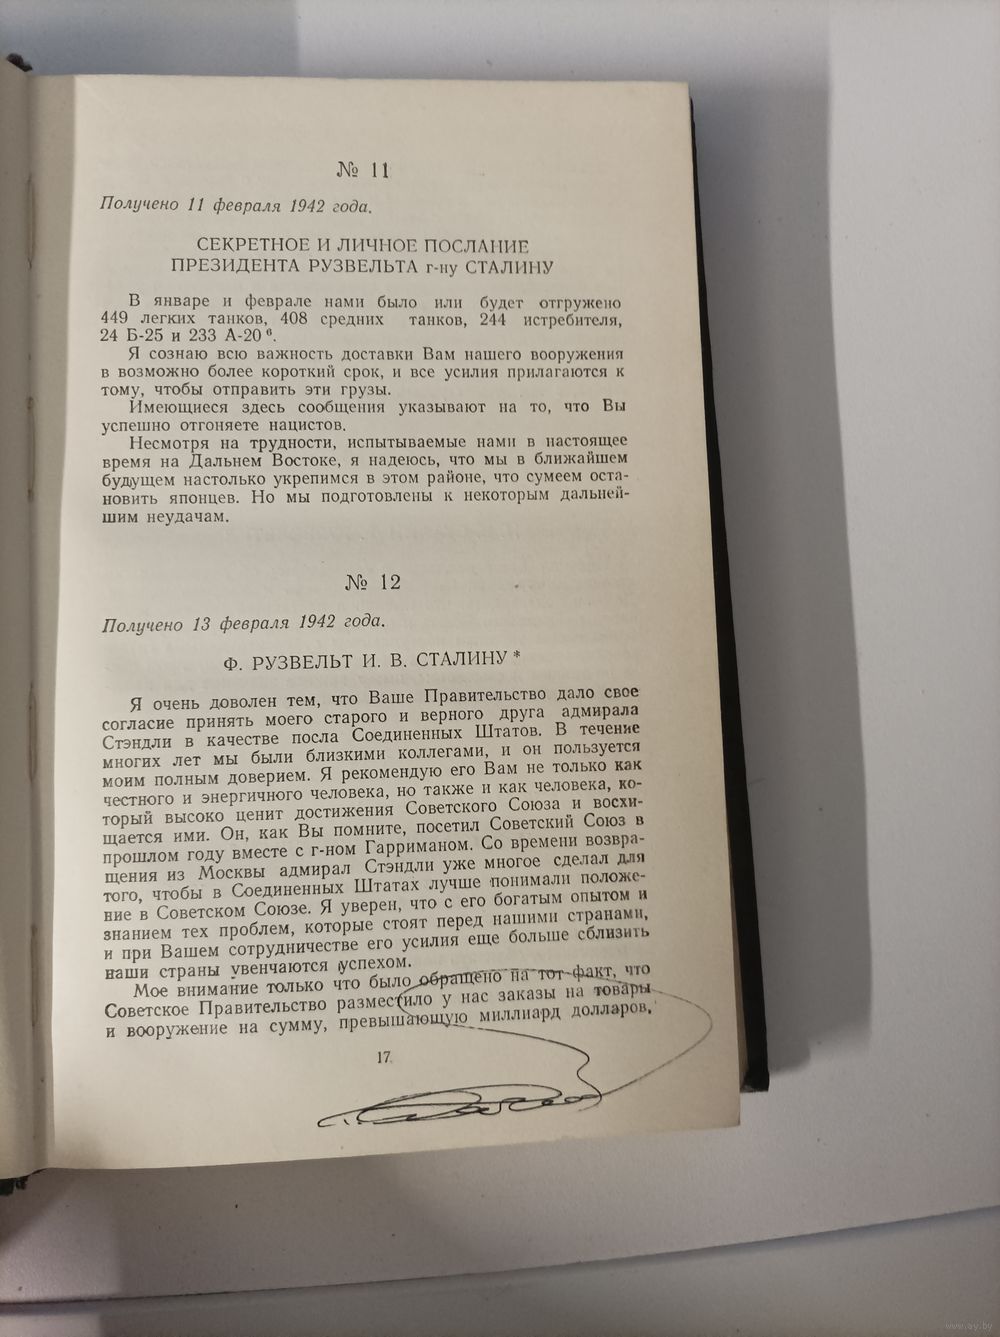 № 11
Получено 11 февраля 1942 года.
СЕКРЕТНОЕ И ЛИЧНОЕ ПОСЛАНИЕ
ПРЕЗИДЕНТА РУЗВЕЛЬТА г-ну СТАЛИНУ
В январе и феврале нами было или будет отгружено
449 легких танков, 408 средних танков, 244 истребителя,
24 Б-25 и 233 А-20⁶.
Я сознаю всю важность доставки Вам нашего вооружения
в возможно более короткий срок, и все усилия прилагаются к
тому, чтобы отправить эти грузы.
Имеющиеся здесь сообщения указывают на то, что Вы
успешно отгоняете нацистов.
Несмотря на трудности, испытываемые нами в настоящее
время на Дальнем Востоке, я надеюсь, что мы в ближайшем
будущем настолько укрепимся в этом районе, что сумеем оста-
новить японцев. Но мы подготовлены к некоторым дальней-
шим неудачам.
№ 12
Получено 13 февраля 1942 года.
Ф. РУЗВЕЛЬТ И. В. СТАЛИНУ*
Я очень доволен тем, что Ваше Правительство дало свое
согласие принять моего старого и верного друга адмирала
Стэндли в качестве посла Соединенных Штатов. В течение
многих лет мы были близкими коллегами, и он пользуется
моим полным доверием. Я рекомендую его Вам не только как
честного и энергичного человека, но также и как человека, ко-
торый высоко ценит достижения Советского Союза и восхи-
щается ими. Он, как Вы помните, посетил Советский Союз в
прошлом году вместе с г-ном Гарриманом. Со времени возвра-
щения из Москвы адмирал Стэндли уже многое сделал для
того, чтобы в Соединенных Штатах лучше понимали положе-
ние в Советском Союзе. Я уверен, что с его богатым опытом и
знанием тех проблем, которые стоят перед нашими странами,
и при Вашем сотрудничестве его усилия еще больше сблизить
наши страны увенчаются успехом.
Мое внимание только что было обращено на тот факт, что
Советское Правительство разместило у нас заказы на товары
и вооружение на сумму, превышающую миллиард долларов.
17
www.ay.by